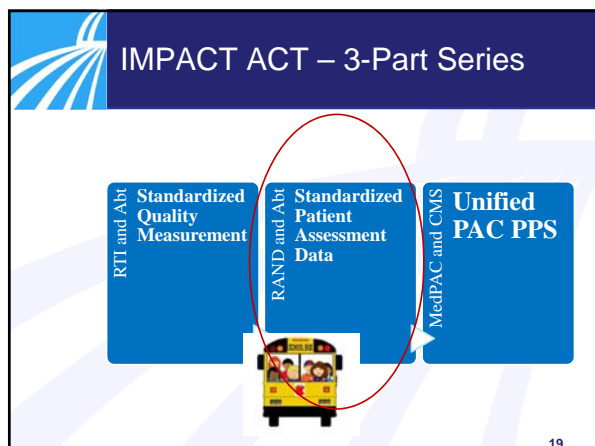 IMPACT ACT – 3-Part Series
RTI and Abt
Standardized
Quality
Measurement
RAND and Abt
Standardized
Patient
Assessment
Data
MedPAC and CMS
Unified
PAC PPS
19